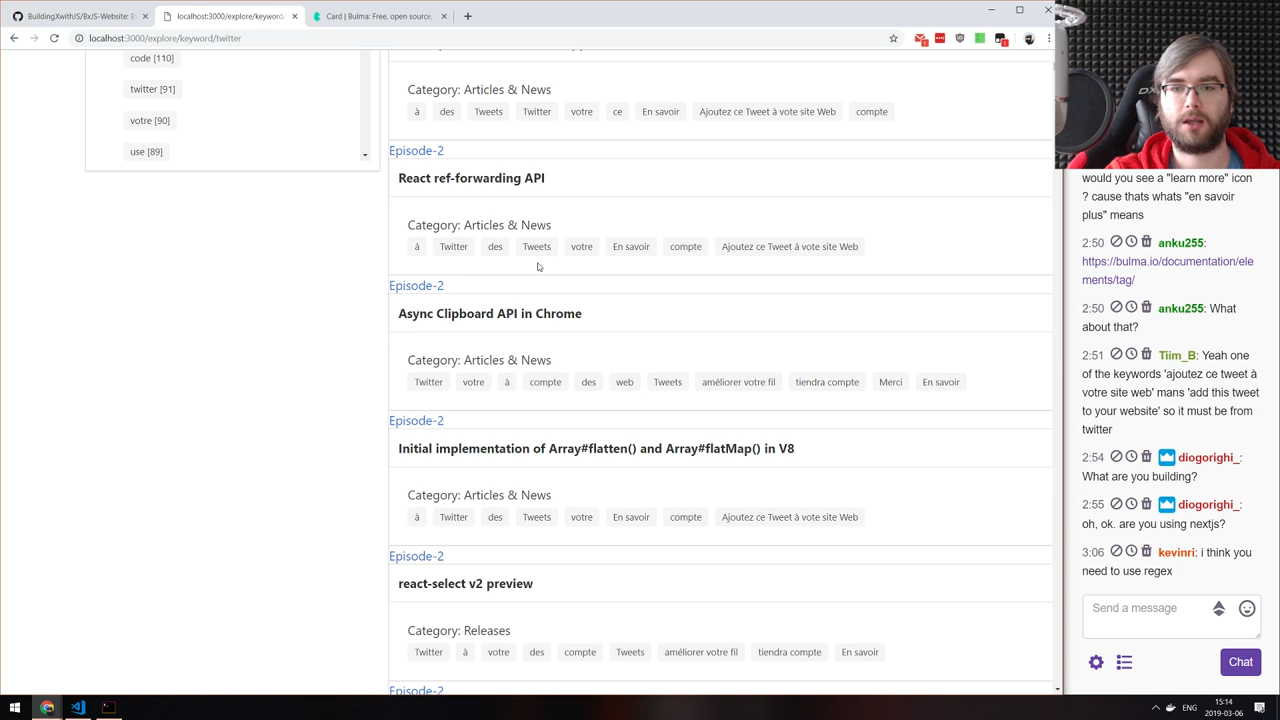 BuildingXwithJS/BxJS-Website: B
localhost:3000/explore/keyword
Card | Bulma: Free, open source
localhost:3000/explore/keyword/twitter
code [110]
twitter [91]
votre [90]
use [89]
Category: Articles & News
à des Tweets Twitter votre ce En savoir Ajoutez ce Tweet à vote site Web compte
Episode-2
React ref-forwarding API
Category: Articles & News
à Twitter des Tweets votre En savoir compte Ajoutez ce Tweet à vote site Web
Episode-2
Async Clipboard API in Chrome
Category: Articles & News
Twitter votre à compte des web Tweets améliorer votre fil tiendra compte Merci En savoir
Episode-2
Initial implementation of Array#flatten() and Array#flatMap() in V8
Category: Articles & News
à Twitter des Tweets votre En savoir compte Ajoutez ce Tweet à vote site Web
Episode-2
react-select v2 preview
Category: Releases
Twitter à votre des compte Tweets améliorer votre fil tiendra compte En savoir
Episode-2
would you see a "learn more" icon
? cause thats whats "en savoir
plus" means
2:50 anku255:
https://bulma.io/documentation/ele
ments/tag/
2:50 anku255: What
about that?
2:51 Tiim_B: Yeah one
of the keywords 'ajoutez ce tweet à
votre site web' mans 'add this tweet
to your website' so it must be from
twitter
2:54 diogorighi_:
What are you building?
2:55 diogorighi_:
oh, ok. are you using nextjs?
3:06 kevinri: i think you
need to use regex
Send a message
Chat
ENG
15:14
2019-03-06